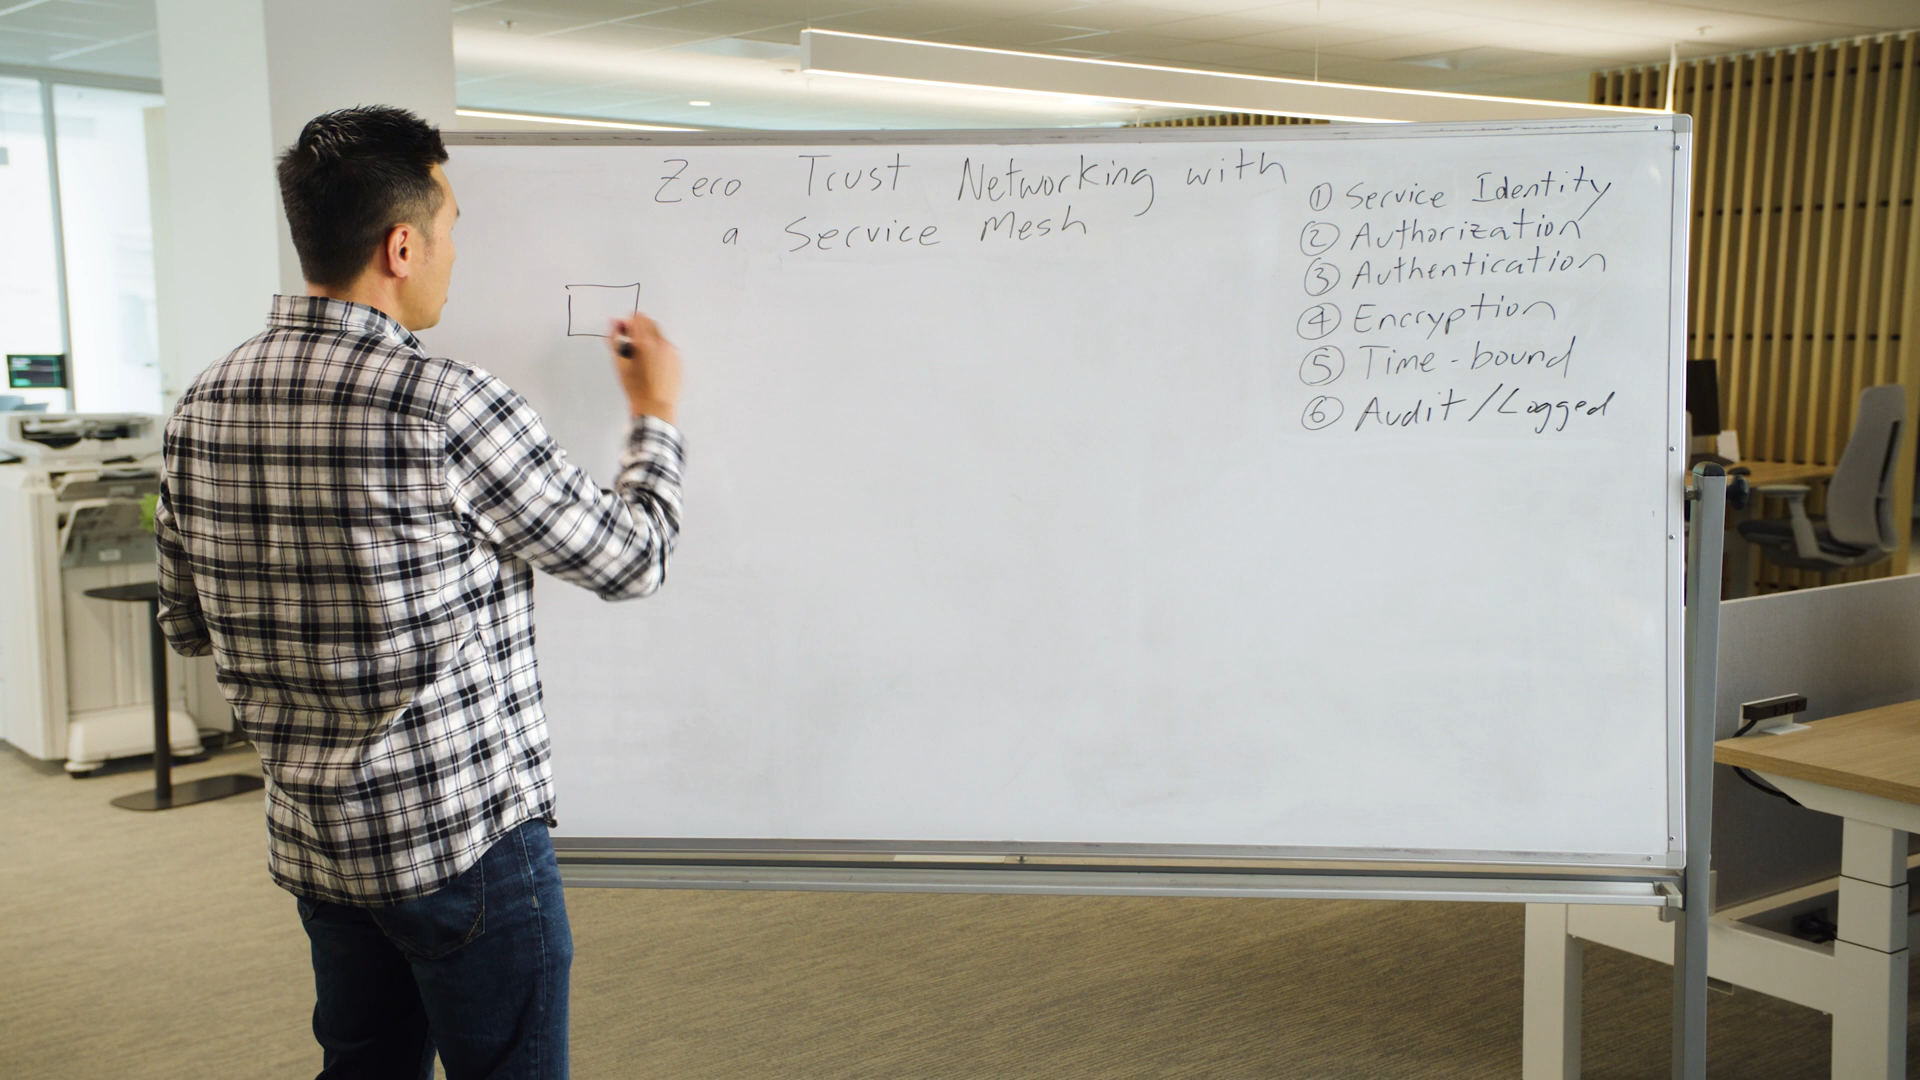 Zero Trust Networking with
a Service Mesh
① Service Identity
② Authorization
③ Authentication
④ Encryption
⑤ Time-bound
⑥ Audit/Logged